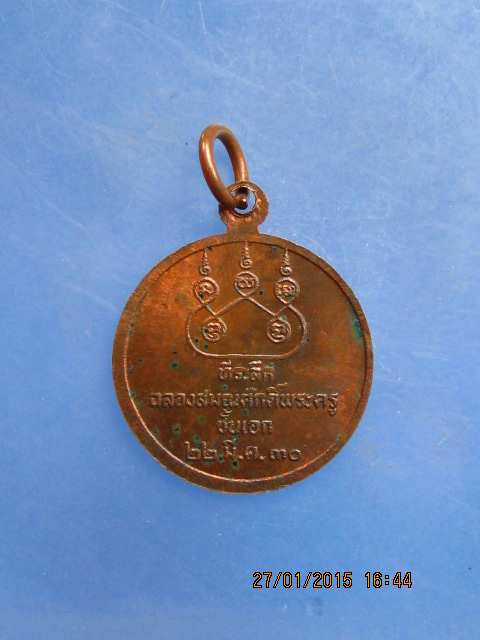 ที่ระลึก
ฉลองสมณศักดิ์พระครู
ชั้นเอก
๒๒ มี.ค. ๓๐
27/01/2015 16:44